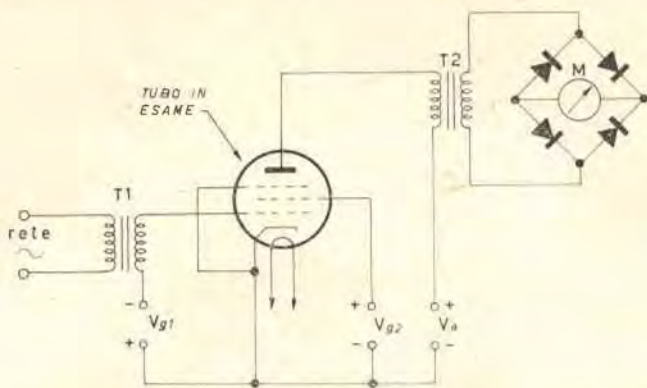 TUBO IN
ESAME
T1
T2
M
rete
~
- Vg1 +
+ Vg2 -
+ Va -